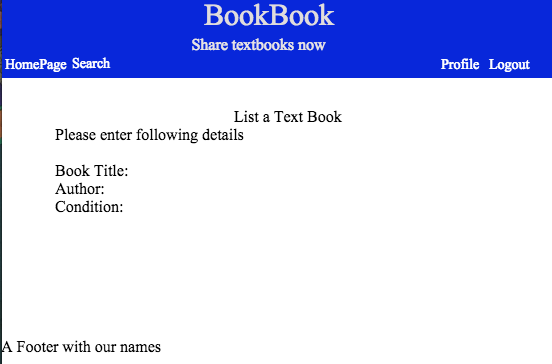 BookBook
Share textbooks now
HomePage Search Profile Logout
List a Text Book
Please enter following details
Book Title:
Author:
Condition:
A Footer with our names